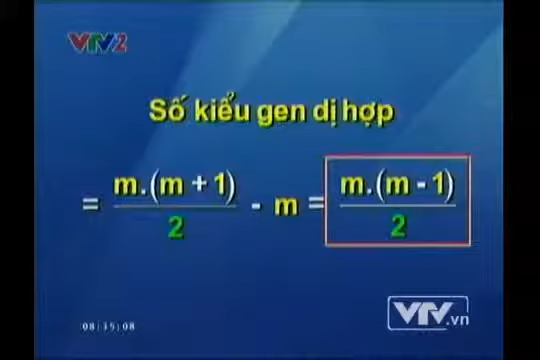 VTV2
Số kiểu gen dị hợp
= m.(m + 1)/2 - m = m.(m - 1)/2
VTV.vn
08:35:08